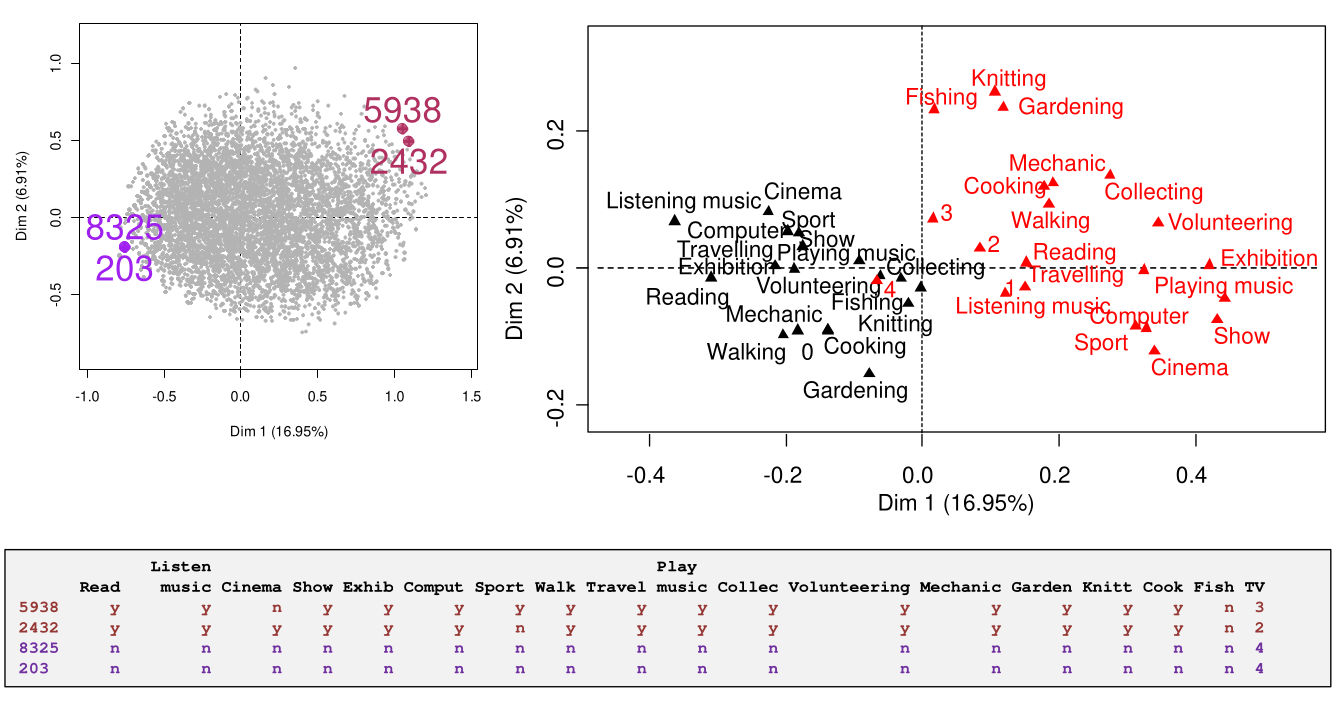 1.0
0.5
0.0
-0.5
Dim 2 (6.91%)
5938
2432
8325
203
-1.0 -0.5 0.0 0.5 1.0 1.5
Dim 1 (16.95%)
0.2
0.0
-0.2
Dim 2 (6.91%)
Knitting
Fishing
Gardening
Mechanic
Cooking
Collecting
Walking
Volunteering
3
2
Reading
Exhibition
Travelling
1
Playing music
Listening music
Computer
Show
Sport
Cinema
4
Listening music
Cinema
Sport
Computer
Show
Travelling
Playing music
Exhibition
Collecting
Volunteering
Reading
Fishing
Mechanic
Knitting
Walking
0
Cooking
Gardening
-0.4 -0.2 0.0 0.2 0.4
Dim 1 (16.95%)
Listen Play
Read music Cinema Show Exhib Comput Sport Walk Travel music Collec Volunteering Mechanic Garden Knitt Cook Fish TV
5938 y y n y y y y y y y y y y y y y n 3
2432 y y y y y y n y y y y y y y y y n 2
8325 n n n n n n n n n n n n n n n n n 4
203 n n n n n n n n n n n n n n n n n 4